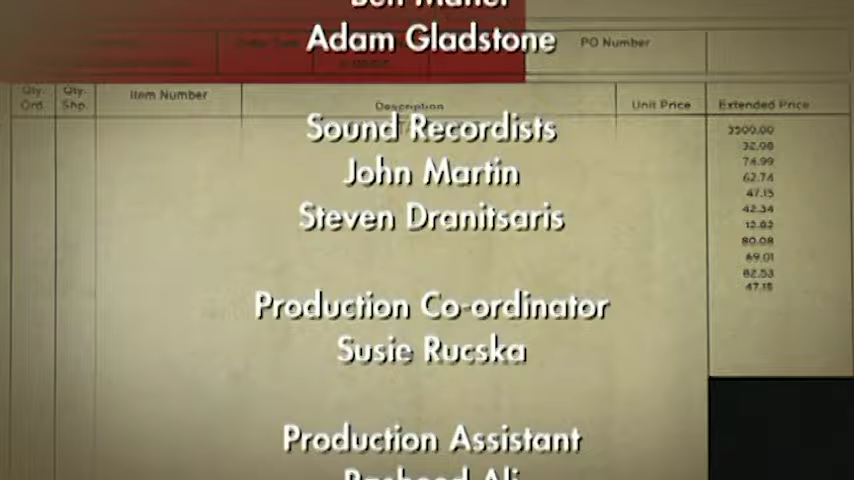 Adam Gladstone
PO Number
Qty. Ord.
Qty. Shp.
Item Number
Description
Unit Price
Extended Price
3500.00
32.98
74.99
62.74
47.15
42.34
12.82
80.08
69.01
82.53
47.15
Sound Recordists
John Martin
Steven Dranitsaris
Production Co-ordinator
Susie Rucska
Production Assistant